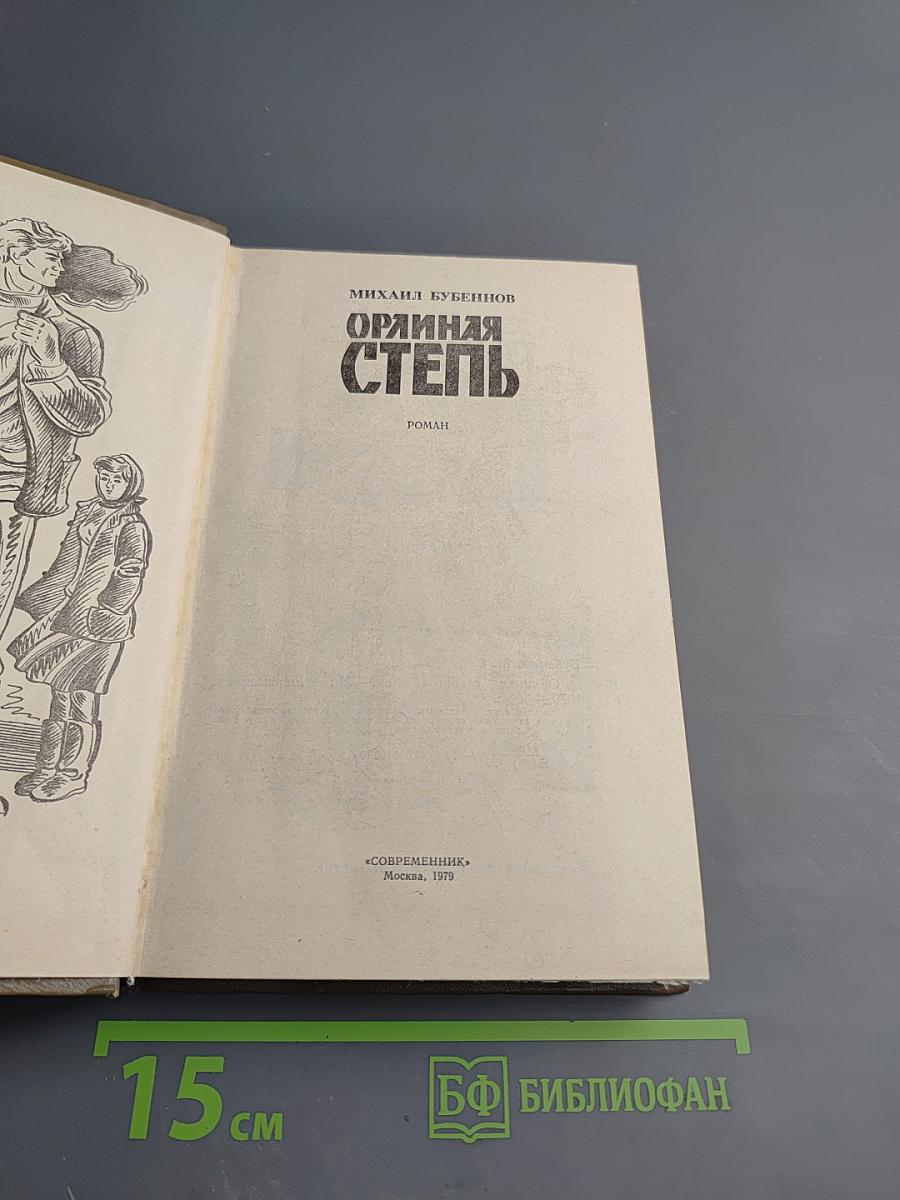 МИХАИЛ БУБЕННОВ
ОРЛИНАЯ
СТЕПЬ
РОМАН
«СОВРЕМЕННИК»
Москва, 1979
15 см
БФ БИБЛИОФАН